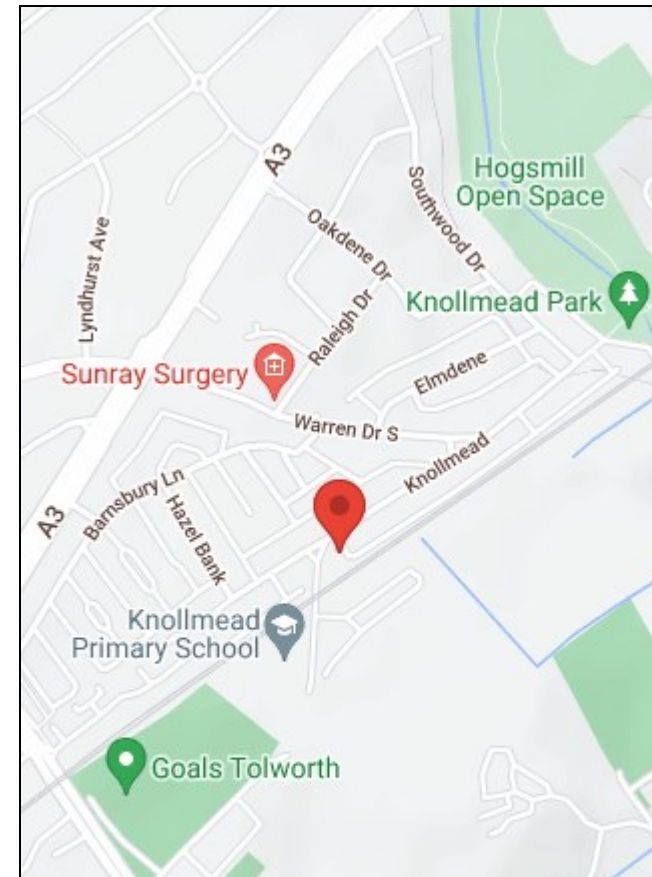 A3
Hogsmill
Open Space
Southwood Dr
Oakdene Dr
Lyndhurst Ave
Knollmead Park
Raleigh Dr
Sunray Surgery
Elmdene
Warren Dr S
Knollmead
Barnsbury Ln
A3
Hazel Bank
Knollmead
Primary School
Goals Tolworth